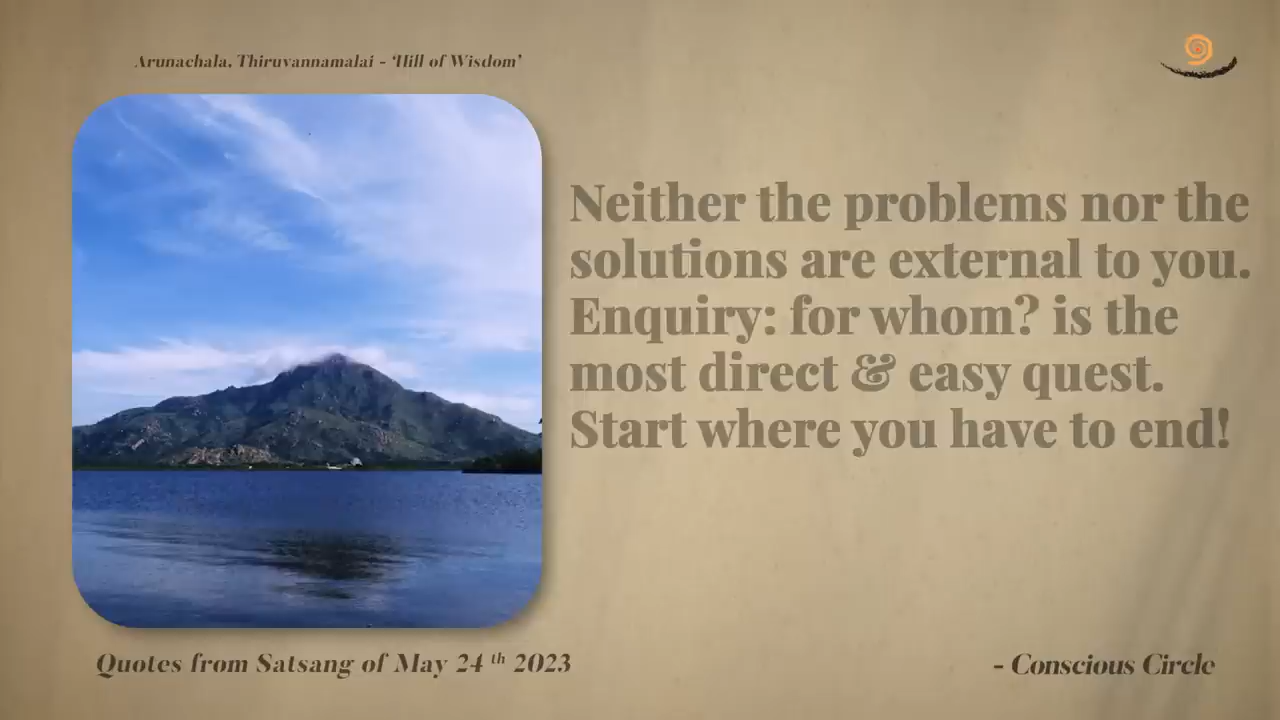 Arunachala, Thiruvannamalai - 'Hill of Wisdom'
Neither the problems nor the
solutions are external to you.
Enquiry: for whom? is the
most direct & easy quest.
Start where you have to end!
Quotes from Satsang of May 24 th 2023
- Conscious Circle